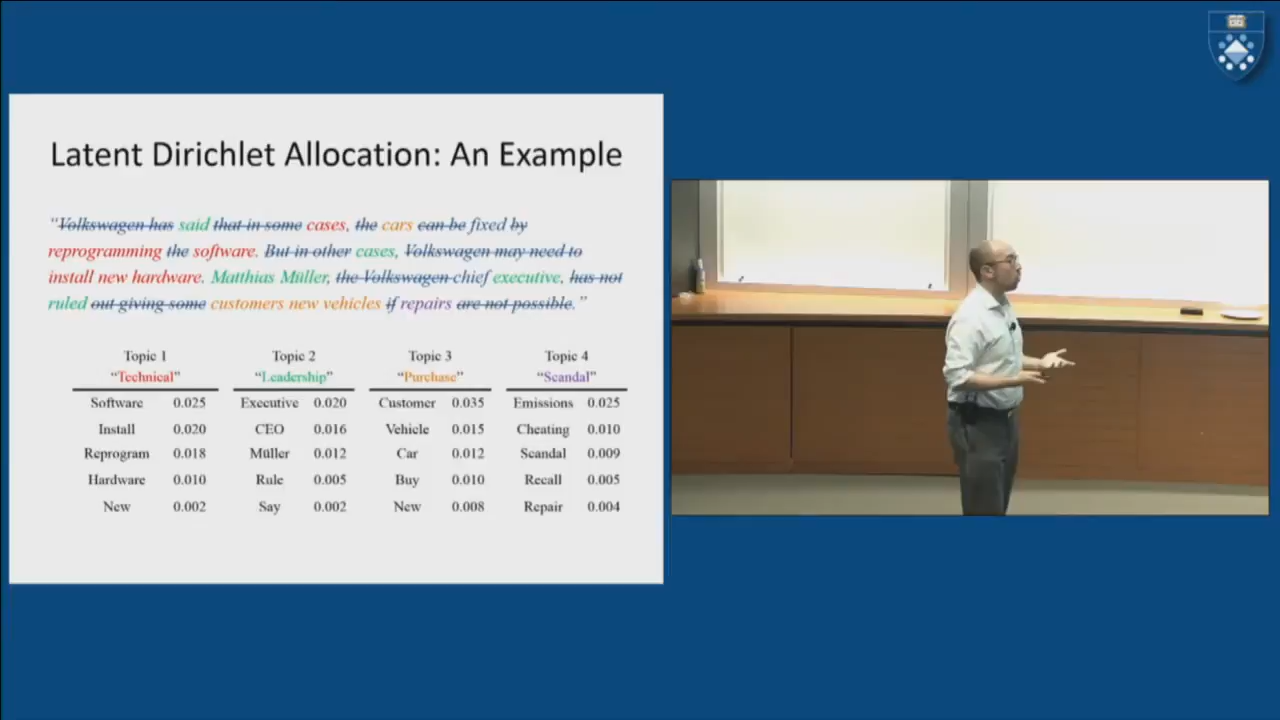 Latent Dirichlet Allocation: An Example
“Volkswagen has said that in some cases, the cars can be fixed by
reprogramming the software. But in other cases, Volkswagen may need to
install new hardware. Matthias Müller, the Volkswagen chief executive, has not
ruled out giving some customers new vehicles if repairs are not possible.”
Topic 1 Topic 2 Topic 3 Topic 4
“Technical” “Leadership” “Purchase” “Scandal”
Software 0.025 Executive 0.020 Customer 0.035 Emissions 0.025
Install 0.020 CEO 0.016 Vehicle 0.015 Cheating 0.010
Reprogram 0.018 Müller 0.012 Car 0.012 Scandal 0.009
Hardware 0.010 Rule 0.005 Buy 0.010 Recall 0.005
New 0.002 Say 0.002 New 0.008 Repair 0.004